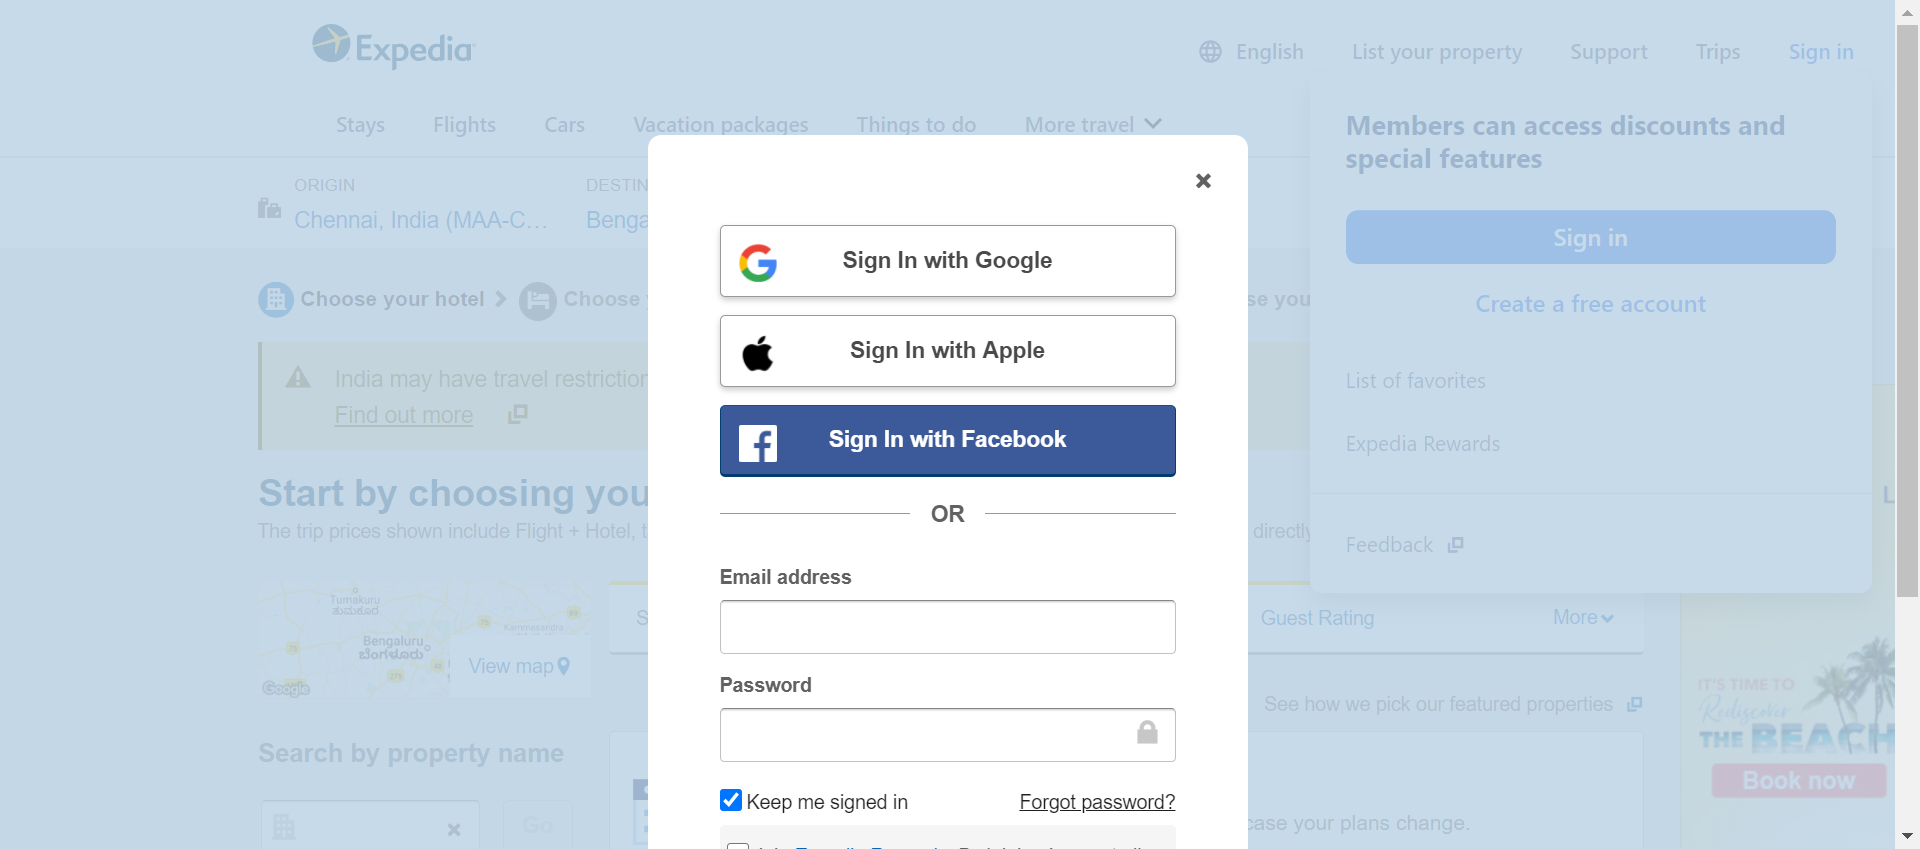 Expedia
English
List your property
Support
Trips
Sign in
Stays
Flights
Cars
Vacation packages
Things to do
More travel
Members can access discounts and
special features
Sign in
Create a free account
List of favorites
Expedia Rewards
Feedback
ORIGIN
Chennai, India (MAA-C...
DESTIN
Benga
Choose your hotel
Choose
se you
India may have travel restriction
Find out more
Start by choosing you
The trip prices shown include Flight + Hotel, t
directly
Tumakuru
ತುಮಕೂರ
Bengaluru
ಬೆಂಗಳೂರು
Google
View map
Guest Rating
More
See how we pick our featured properties
Search by property name
Go
case your plans change.
IT'S TIME TO
Rediscover
THE BEACH
Book now
Sign In with Google
Sign In with Apple
Sign In with Facebook
OR
Email address
Password
Keep me signed in
Forgot password?